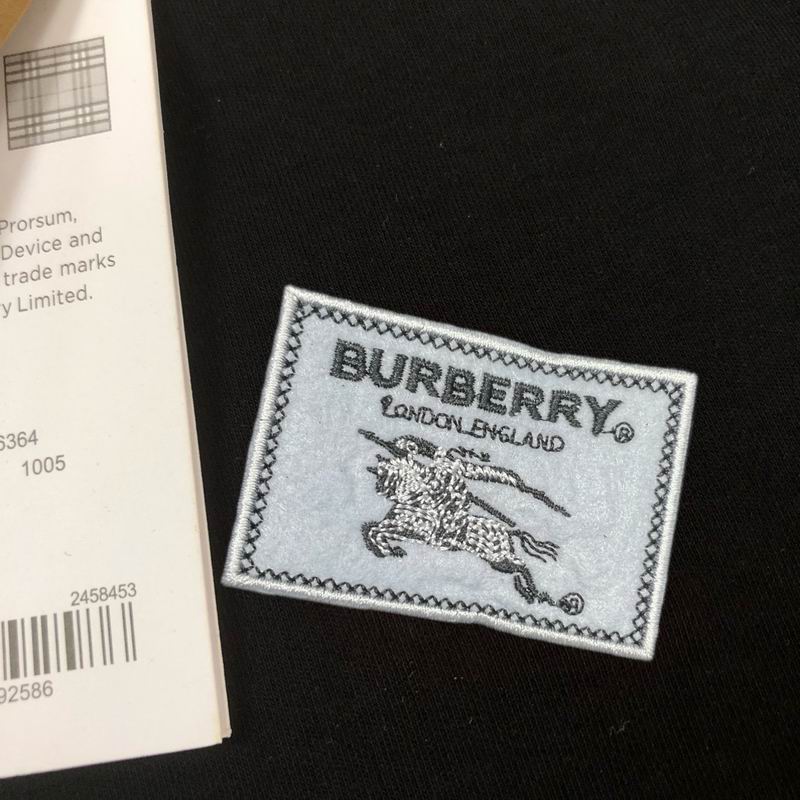 Prorsum,
Device and
trade marks
y Limited.
6364
1005
2458453
92586
BURBERRY®
LONDON ENGLAND
®